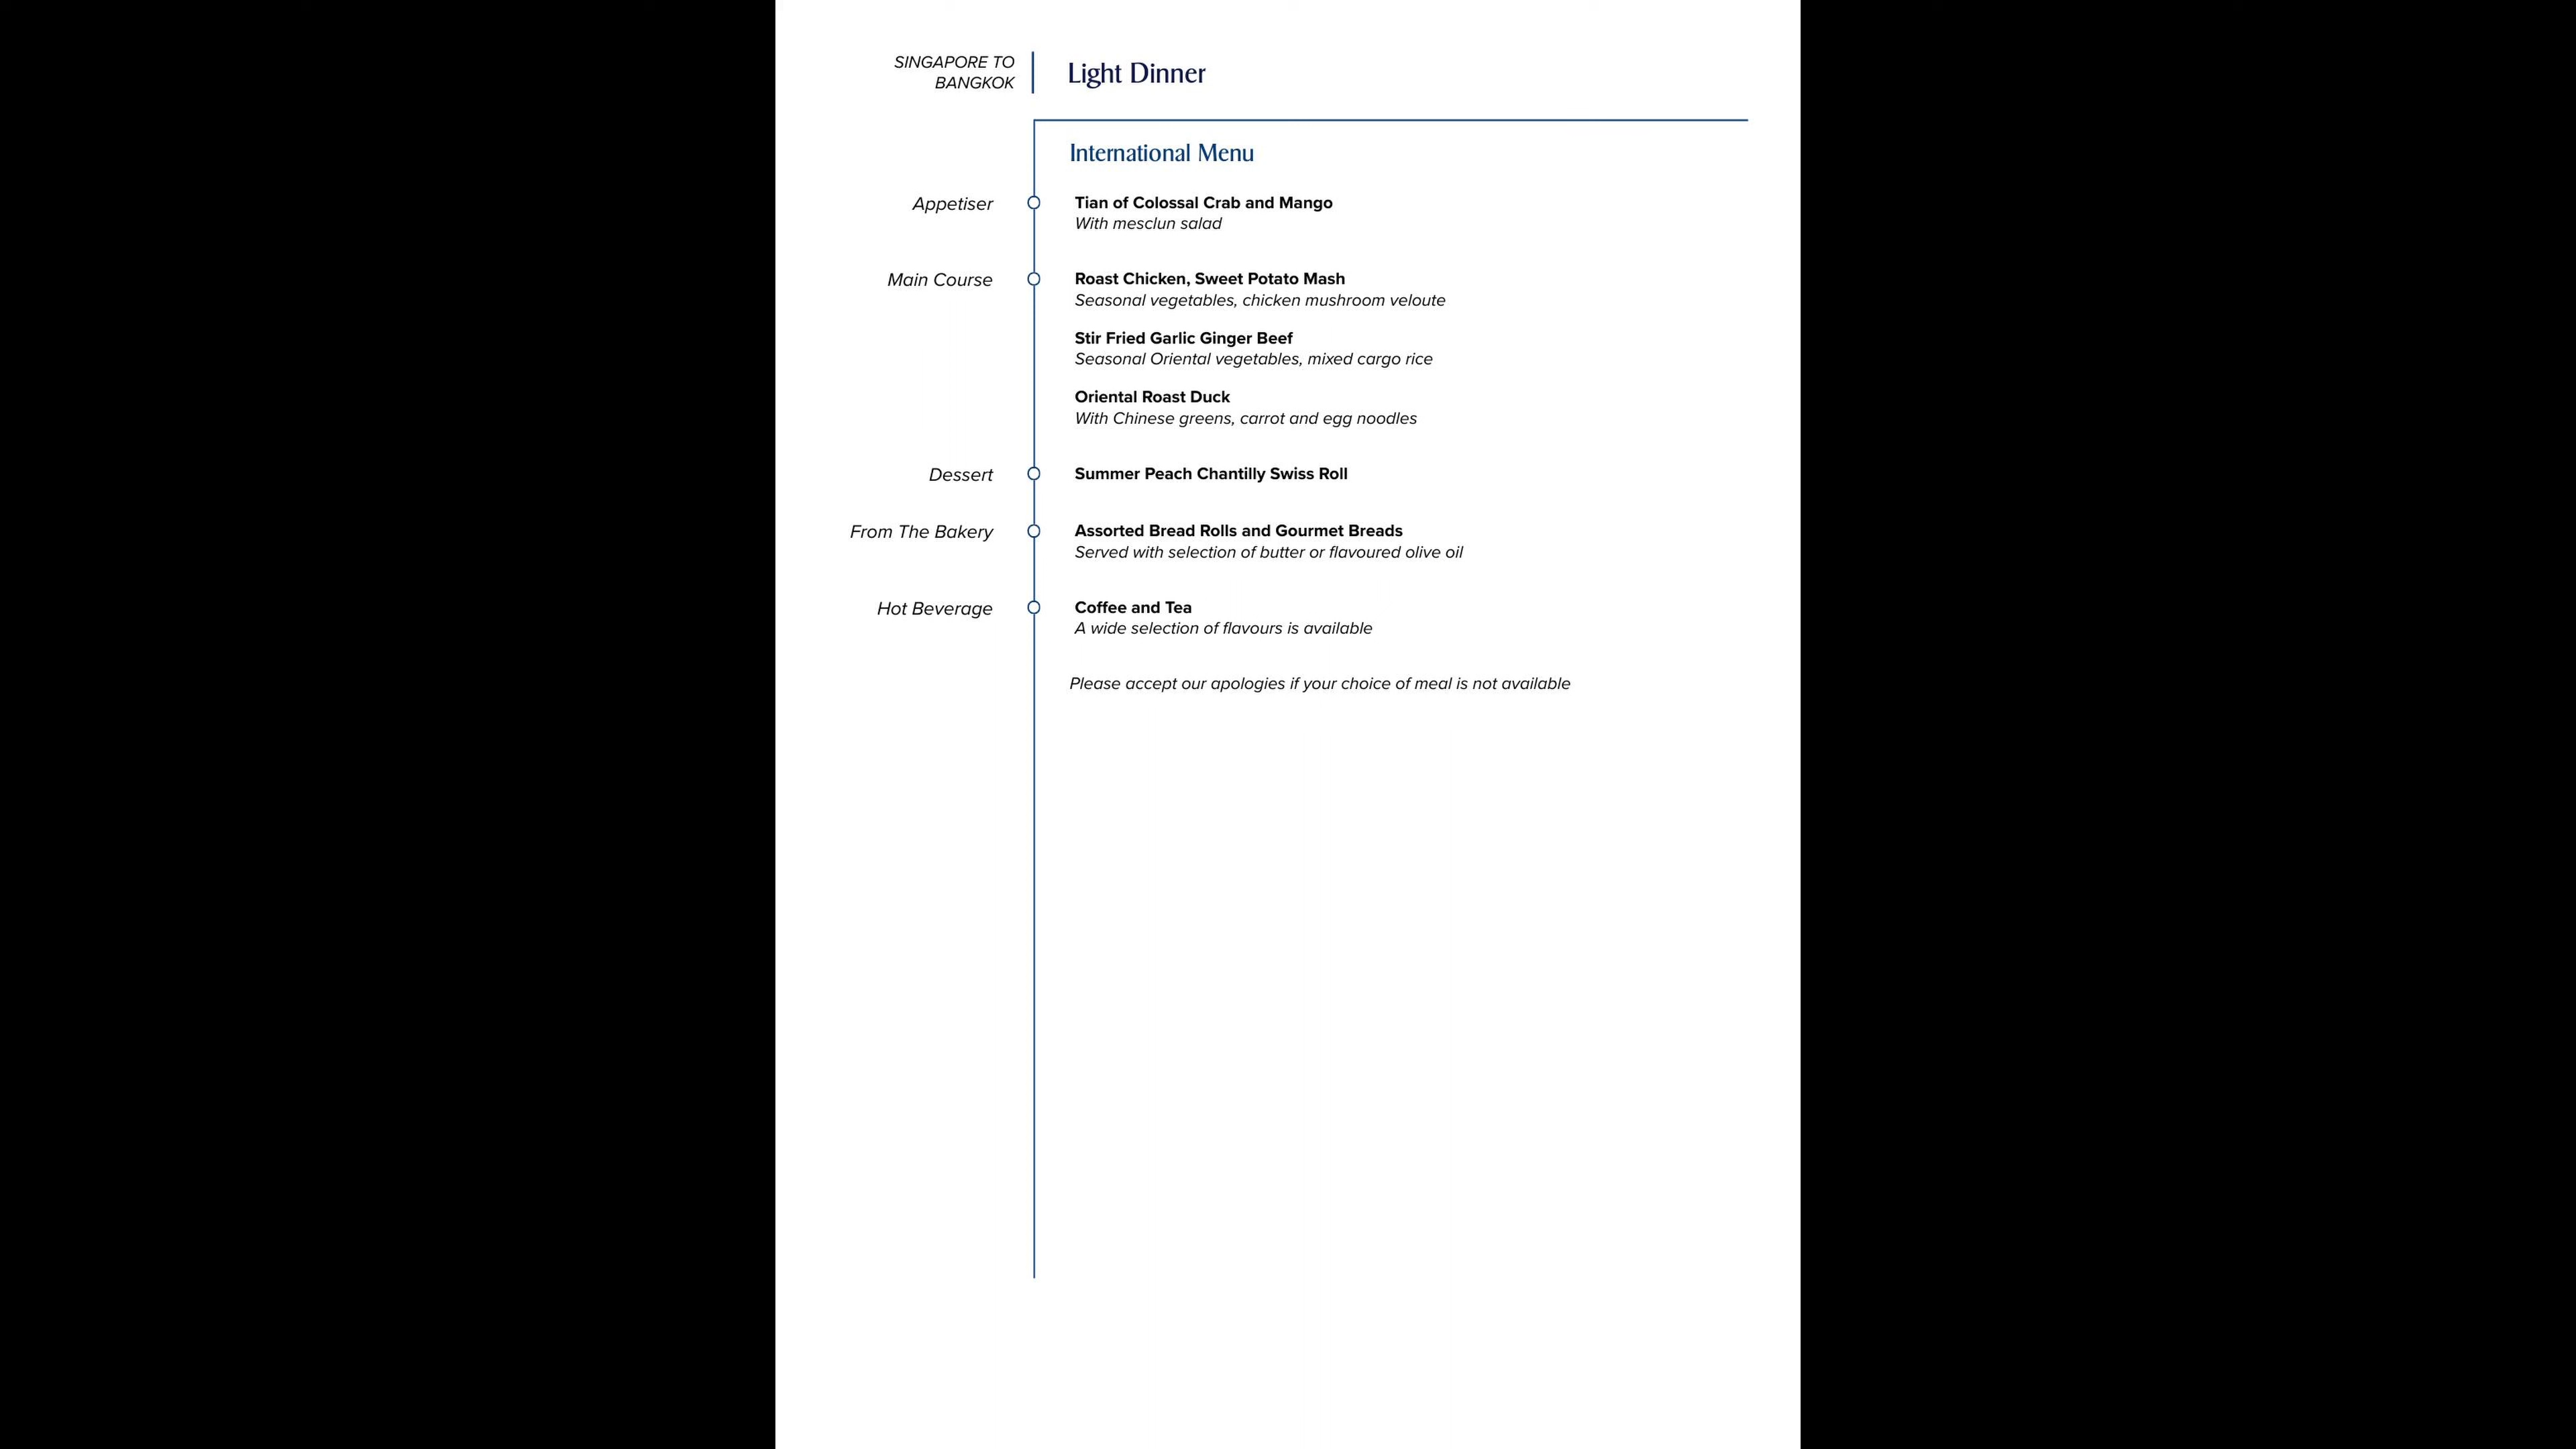 SINGAPORE TO
BANGKOK
Light Dinner
International Menu
Appetiser
Tian of Colossal Crab and Mango
With mesclun salad
Main Course
Roast Chicken, Sweet Potato Mash
Seasonal vegetables, chicken mushroom veloute
Stir Fried Garlic Ginger Beef
Seasonal Oriental vegetables, mixed cargo rice
Oriental Roast Duck
With Chinese greens, carrot and egg noodles
Dessert
Summer Peach Chantilly Swiss Roll
From The Bakery
Assorted Bread Rolls and Gourmet Breads
Served with selection of butter or flavoured olive oil
Hot Beverage
Coffee and Tea
A wide selection of flavours is available
Please accept our apologies if your choice of meal is not available